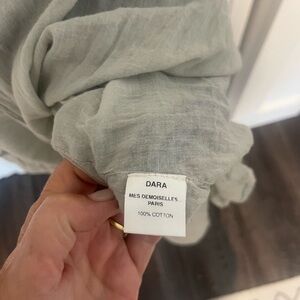 DARA
MES DEMOISELLES
PARIS
100% COTTON